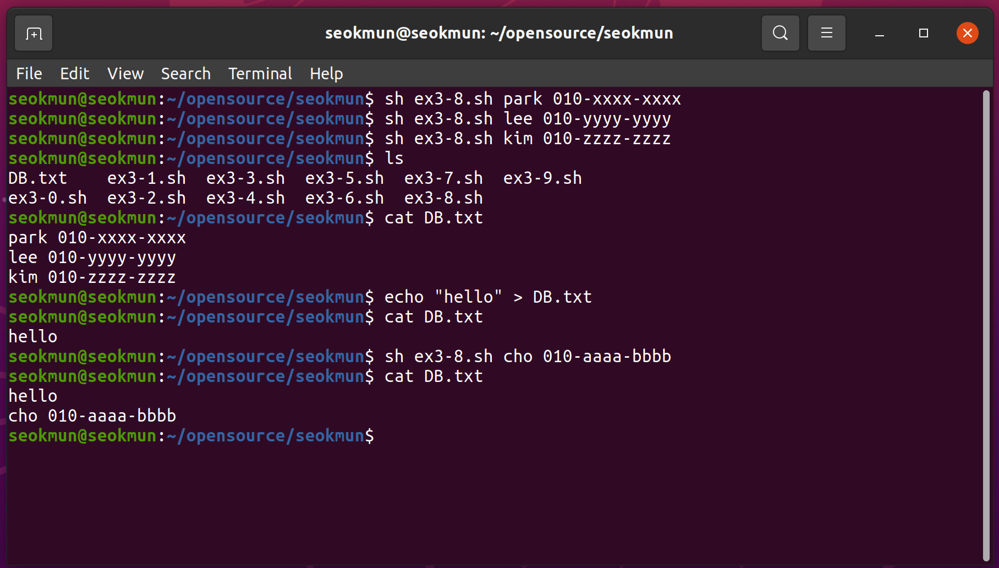 seokmun@seokmun: ~/opensource/seokmun
File Edit View Search Terminal Help
seokmun@seokmun:~/opensource/seokmun$ sh ex3-8.sh park 010-xxxx-xxxx
seokmun@seokmun:~/opensource/seokmun$ sh ex3-8.sh lee 010-yyyy-yyyy
seokmun@seokmun:~/opensource/seokmun$ sh ex3-8.sh kim 010-zzzz-zzzz
seokmun@seokmun:~/opensource/seokmun$ ls
DB.txt    ex3-1.sh  ex3-3.sh  ex3-5.sh  ex3-7.sh  ex3-9.sh
ex3-0.sh  ex3-2.sh  ex3-4.sh  ex3-6.sh  ex3-8.sh
seokmun@seokmun:~/opensource/seokmun$ cat DB.txt
park 010-xxxx-xxxx
lee 010-yyyy-yyyy
kim 010-zzzz-zzzz
seokmun@seokmun:~/opensource/seokmun$ echo "hello" > DB.txt
seokmun@seokmun:~/opensource/seokmun$ cat DB.txt
hello
seokmun@seokmun:~/opensource/seokmun$ sh ex3-8.sh cho 010-aaaa-bbbb
seokmun@seokmun:~/opensource/seokmun$ cat DB.txt
hello
cho 010-aaaa-bbbb
seokmun@seokmun:~/opensource/seokmun$